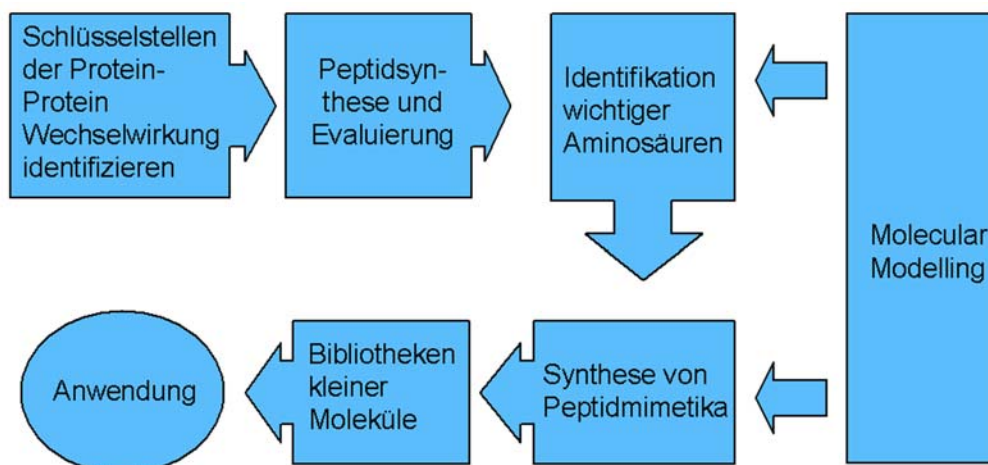 Schlüsselstellen
der Protein-
Protein
Wechselwirkung
identifizieren
Peptidsyn-
these und
Evaluierung
Identifikation
wichtiger
Aminosäuren
Molecular
Modelling
Anwendung
Bibliotheken
kleiner
Moleküle
Synthese von
Peptidmimetika